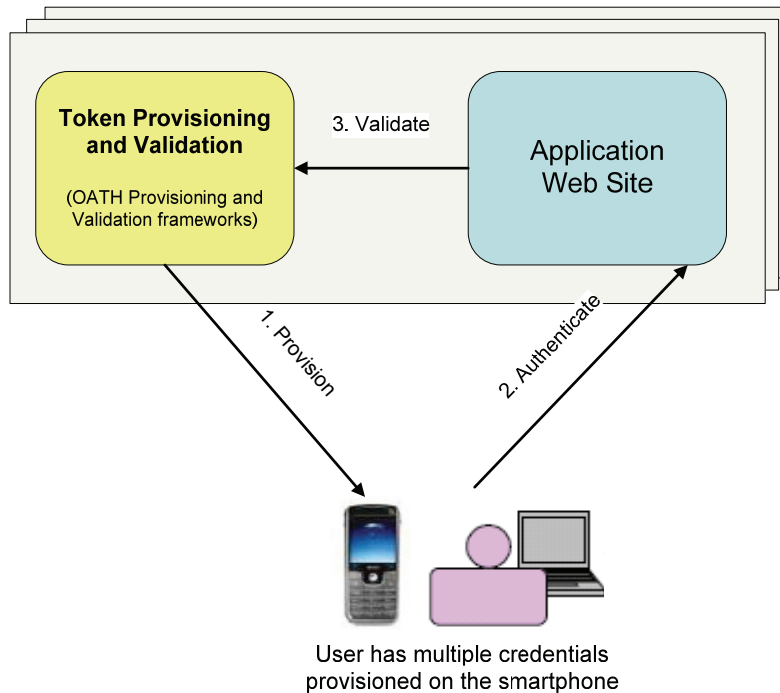 Token Provisioning
and Validation
(OATH Provisioning and
Validation frameworks)
3. Validate
Application
Web Site
1. Provision
2. Authenticate
User has multiple credentials
provisioned on the smartphone